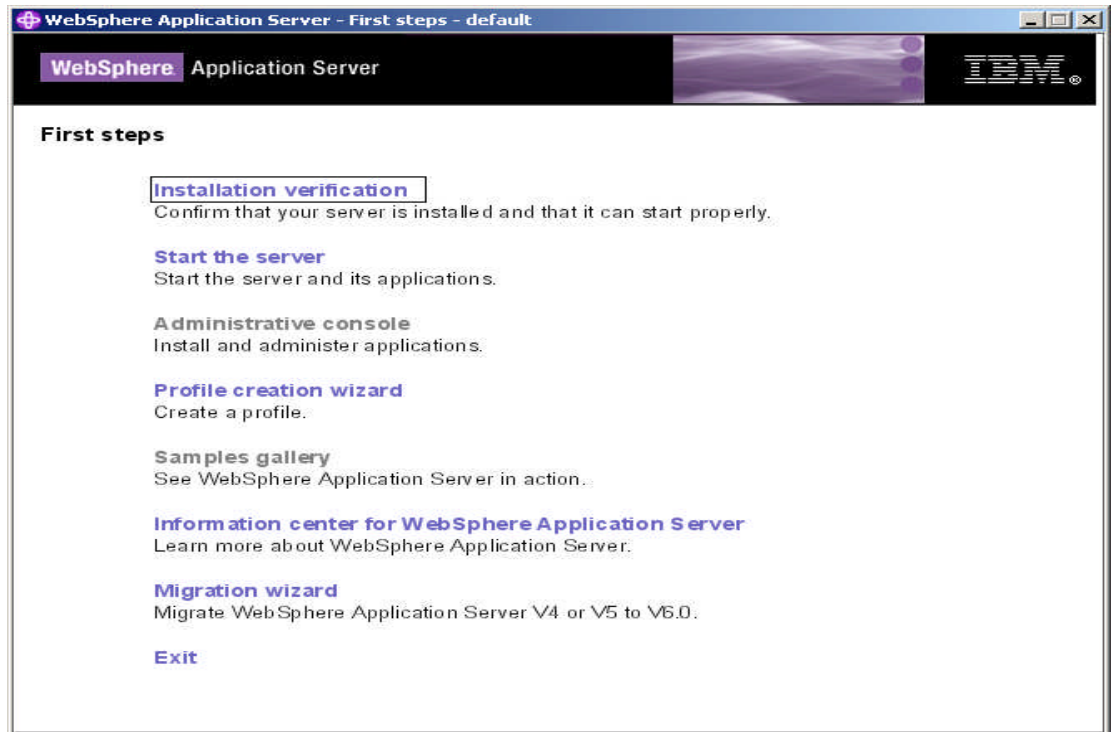 WebSphere Application Server - First steps - default
WebSphere Application Server
IBM®
First steps
Installation verification
Confirm that your server is installed and that it can start properly.
Start the server
Start the server and its applications.
Administrative console
Install and administer applications.
Profile creation wizard
Create a profile.
Samples gallery
See WebSphere Application Server in action.
Information center for WebSphere Application Server
Learn more about WebSphere Application Server.
Migration wizard
Migrate WebSphere Application Server V4 or V5 to V6.0.
Exit